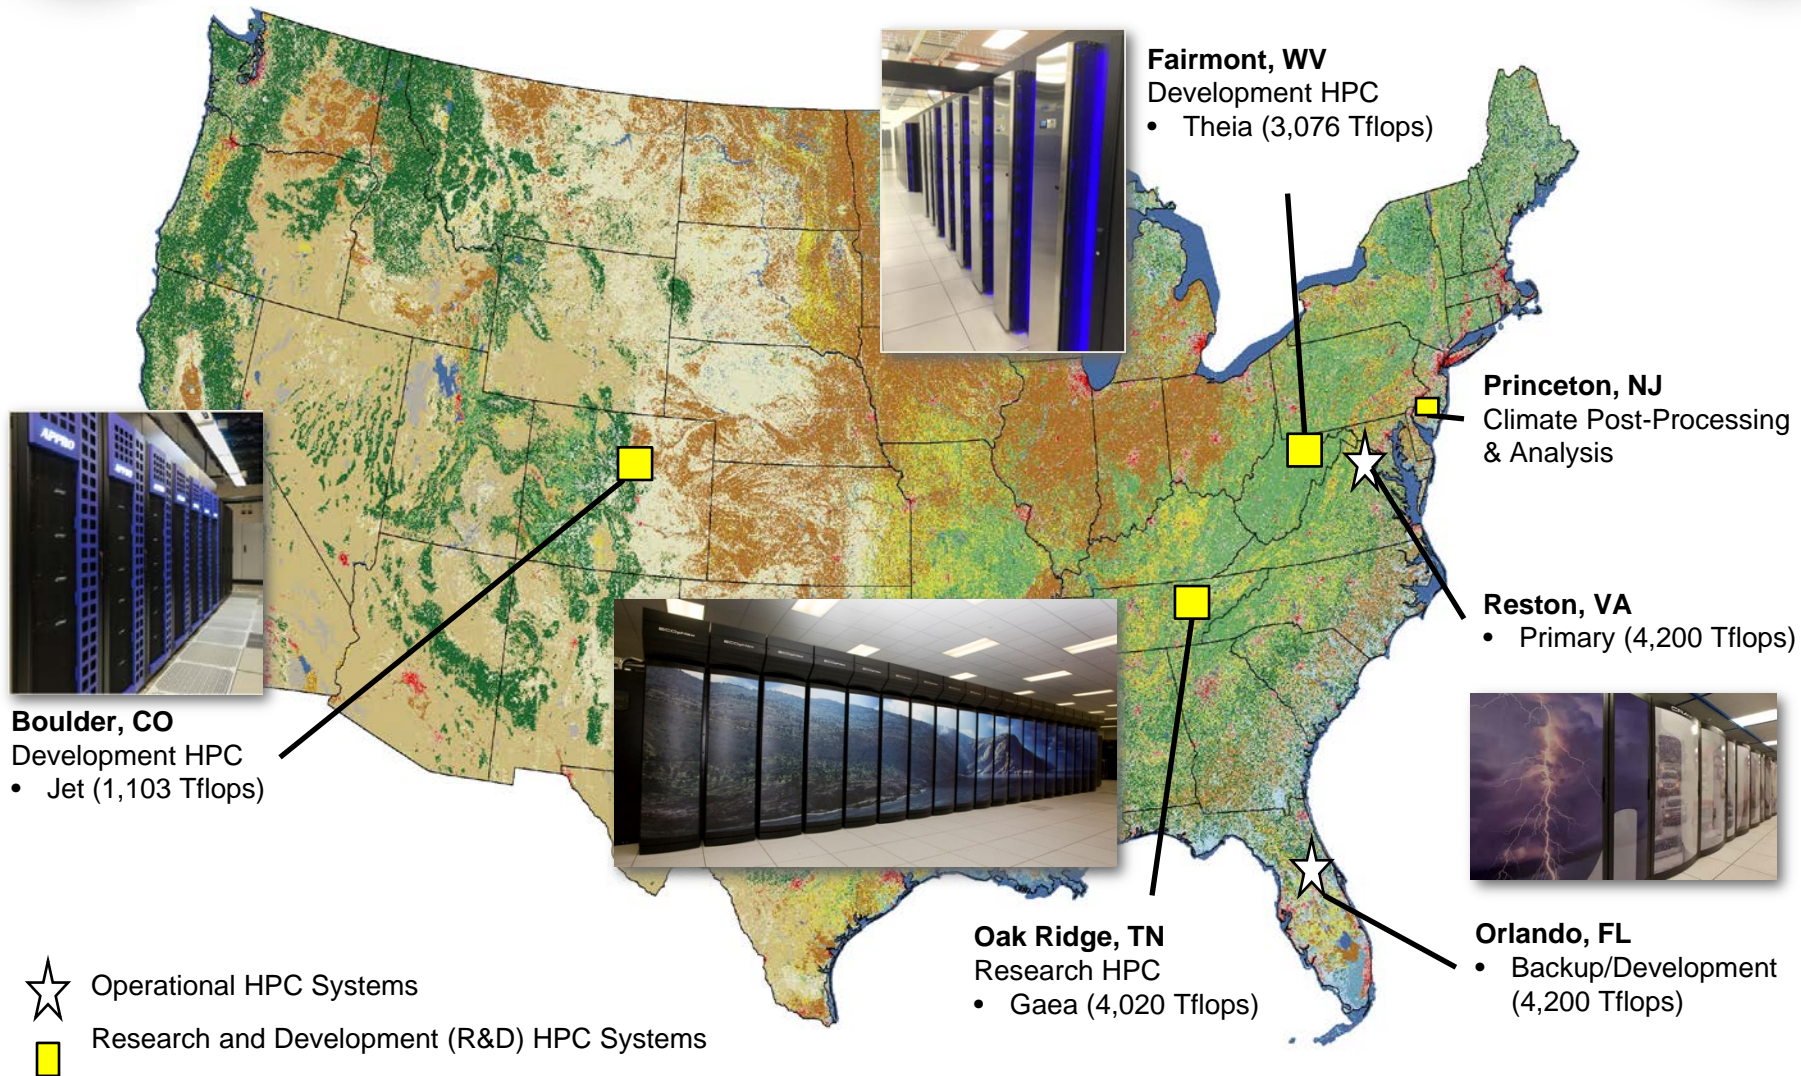 Fairmont, WV
Development HPC
• Theia (3,076 Tflops)
Princeton, NJ
Climate Post-Processing
& Analysis
APPRO
Reston, VA
• Primary (4,200 Tflops)
Boulder, CO
Development HPC
• Jet (1,103 Tflops)
Oak Ridge, TN
Research HPC
• Gaea (4,020 Tflops)
Orlando, FL
• Backup/Development
(4,200 Tflops)
Operational HPC Systems
Research and Development (R&D) HPC Systems